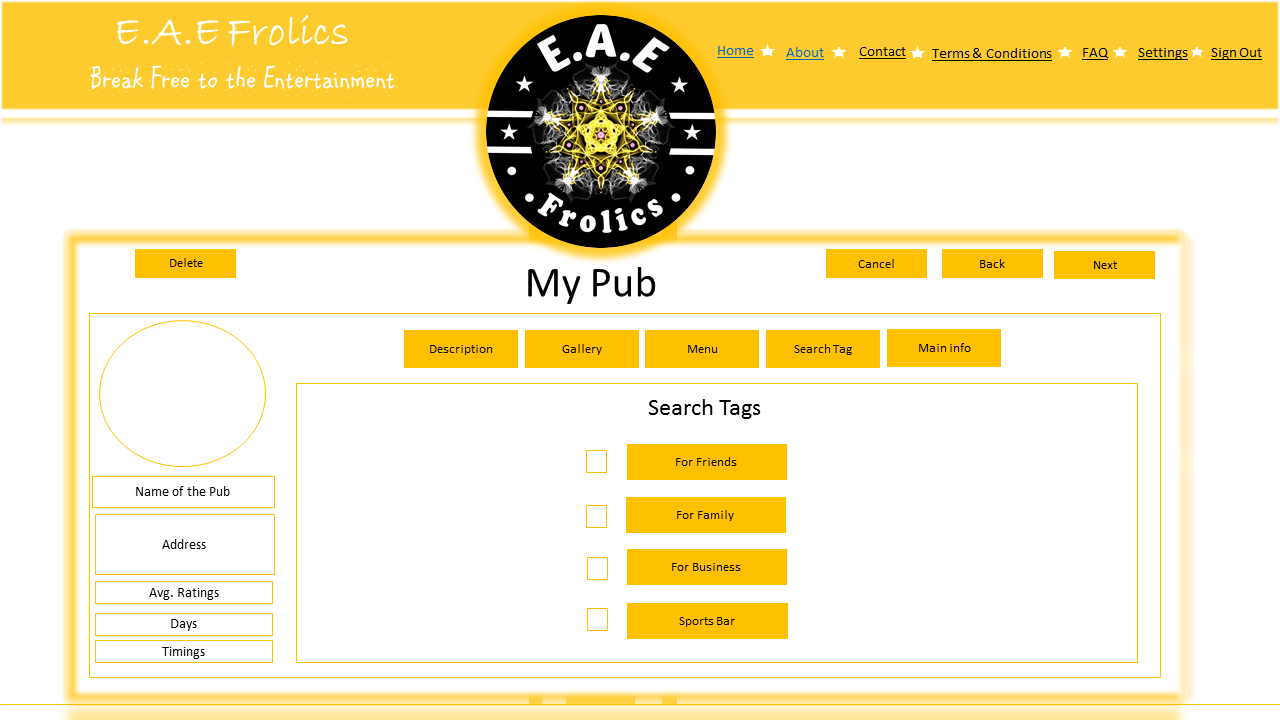 E.A.E Frolics
Break Free to the Entertainment
E.A.E
Frolics
Home
About
Contact
Terms & Conditions
FAQ
Settings
Sign Out
Delete
My Pub
Cancel
Back
Next
Description
Gallery
Menu
Search Tag
Main info
Name of the Pub
Address
Avg. Ratings
Days
Timings
Search Tags
For Friends
For Family
For Business
Sports Bar